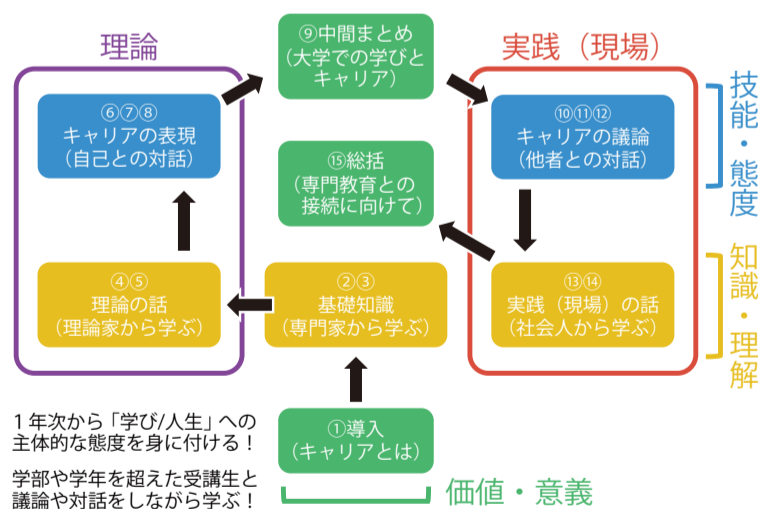 理論
⑨中間まとめ
（大学での学びと
キャリア）
実践（現場）
⑥⑦⑧
キャリアの表現
（自己との対話）
⑩⑪⑫
キャリアの議論
（他者との対話）
技能・態度
⑮総括
（専門教育との
接続に向けて）
④⑤
理論の話
（理論家から学ぶ）
②③
基礎知識
（専門家から学ぶ）
⑬⑭
実践（現場）の話
（社会人から学ぶ）
知識・理解
①導入
（キャリアとは）
価値・意義
１年次から「学び/人生」への
主体的な態度を身に付ける！
学部や学年を超えた受講生と
議論や対話をしながら学ぶ！